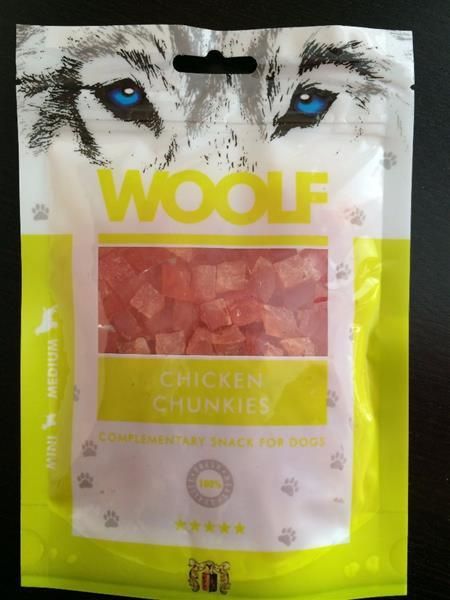 WOOLF
CHICKEN
CHUNKIES
COMPLEMENTARY SNACK FOR DOGS
MINI
MEDIUM
100%